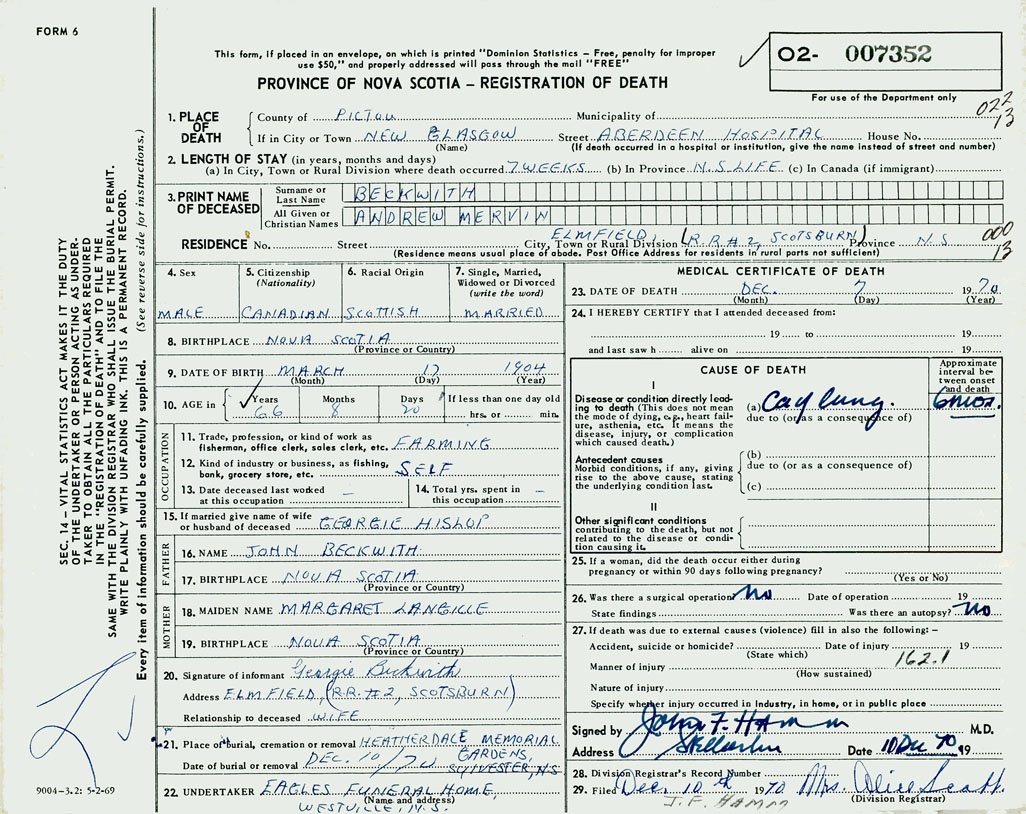 FORM 6
This form, if placed in an envelope, on which is printed "Dominion Statistics – Free, penalty for improper
use $50," and properly addressed will pass through the mail "FREE"
02- 007352
For use of the Department only
PROVINCE OF NOVA SCOTIA – REGISTRATION OF DEATH
022
13
1. PLACE OF DEATH
County of PICTOU Municipality of
If in City or Town NEW GLASGOW Street ABERDEEN HOSPITAL House No.
(Name) (If death occurred in a hospital or institution, give the name instead of street and number)
2. LENGTH OF STAY (in years, months and days)
(a) In City, Town or Rural Division where death occurred 7 WEEKS (b) In Province N.S. LIFE (c) In Canada (if immigrant)
3. PRINT NAME OF DECEASED
Surname or Last Name BECKWITH
All Given or Christian Names ANDREW MERVIN
RESIDENCE No. Street City, Town or Rural Division ELMFIELD, (R.R.#2, SCOTSBURN) Province N.S.
(Residence means usual place of abode. Post Office Address for residents in rural parts not sufficient)
000
13
4. Sex MALE
5. Citizenship (Nationality) CANADIAN
6. Racial Origin SCOTTISH
7. Single, Married, Widowed or Divorced (write the word) MARRIED
8. BIRTHPLACE NOVA SCOTIA
(Province or Country)
9. DATE OF BIRTH MARCH 17 1904
(Month) (Day) (Year)
10. AGE in Years 66 Months 8 Days 20 If less than one day old
hrs. or min.
OCCUPATION
11. Trade, profession, or kind of work as
fisherman, office clerk, sales clerk, etc. FARMING
12. Kind of industry or business, as fishing,
bank, grocery store, etc. SELF
13. Date deceased last worked at this occupation –
14. Total yrs. spent in this occupation –
15. If married give name of wife
or husband of deceased GEORGIE HISLOP
FATHER
16. NAME JOHN BECKWITH
17. BIRTHPLACE NOVA SCOTIA
(Province or Country)
MOTHER
18. MAIDEN NAME MARGARET LANGILLE
19. BIRTHPLACE NOVA SCOTIA
(Province or Country)
20. Signature of informant Georgie Beckwith
Address ELMFIELD, (R.R.#2, SCOTSBURN)
Relationship to deceased WIFE
21. Place of burial, cremation or removal HEATHERDALE MEMORIAL
GARDENS,
Date of burial or removal DEC. 10/70 SYLVESTER, N.S.
22. UNDERTAKER EAGLES FUNERAL HOME,
(Name and address)
WESTVILLE, N.S.
MEDICAL CERTIFICATE OF DEATH
23. DATE OF DEATH DEC. 7 1970
(Month) (Day) (Year)
24. I HEREBY CERTIFY that I attended deceased from:
19 to 19
and last saw h alive on 19
CAUSE OF DEATH
Approximate interval between onset and death
I
Disease or condition directly leading to death (This does not mean the mode of dying, e.g., heart failure, asthenia, etc. It means the disease, injury, or complication which caused death.)
(a) Ca lung. 6 mos.
due to (or as a consequence of)
Antecedent causes
Morbid conditions, if any, giving rise to the above cause, stating the underlying condition last.
(b)
due to (or as a consequence of)
(c)
II
Other significant conditions
contributing to the death, but not related to the disease or condition causing it.
25. If a woman, did the death occur either during
pregnancy or within 90 days following pregnancy?
(Yes or No)
26. Was there a surgical operation? No Date of operation 19
State findings Was there an autopsy? No
27. If death was due to external causes (violence) fill in also the following: –
Accident, suicide or homicide? Date of injury 19
(State which) 162.1
Manner of injury
(How sustained)
Nature of injury
Specify whether injury occurred in Industry, in home, or in public place
Signed by John F. Hamm M.D.
Address Stellarton Date 10 Dec 70 19
28. Division Registrar's Record Number
29. Filed Dec. 10th 1970 Mrs. Alice Scott
J.F. HAMM (Division Registrar)
SEC. 14 – VITAL STATISTICS ACT MAKES IT THE DUTY
OF THE UNDERTAKER OR PERSON ACTING AS UNDER-
TAKER TO OBTAIN ALL THE PARTICULARS REQUIRED
IN THE "REGISTRATION OF DEATH" AND TO FILE THE
SAME WITH THE DIVISION REGISTRAR WHO SHALL ISSUE THE BURIAL PERMIT.
WRITE PLAINLY WITH UNFADING INK. THIS IS A PERMANENT RECORD.
Every item of information should be carefully supplied. (See reverse side for instructions.)
9004-3.2: 5-2-69